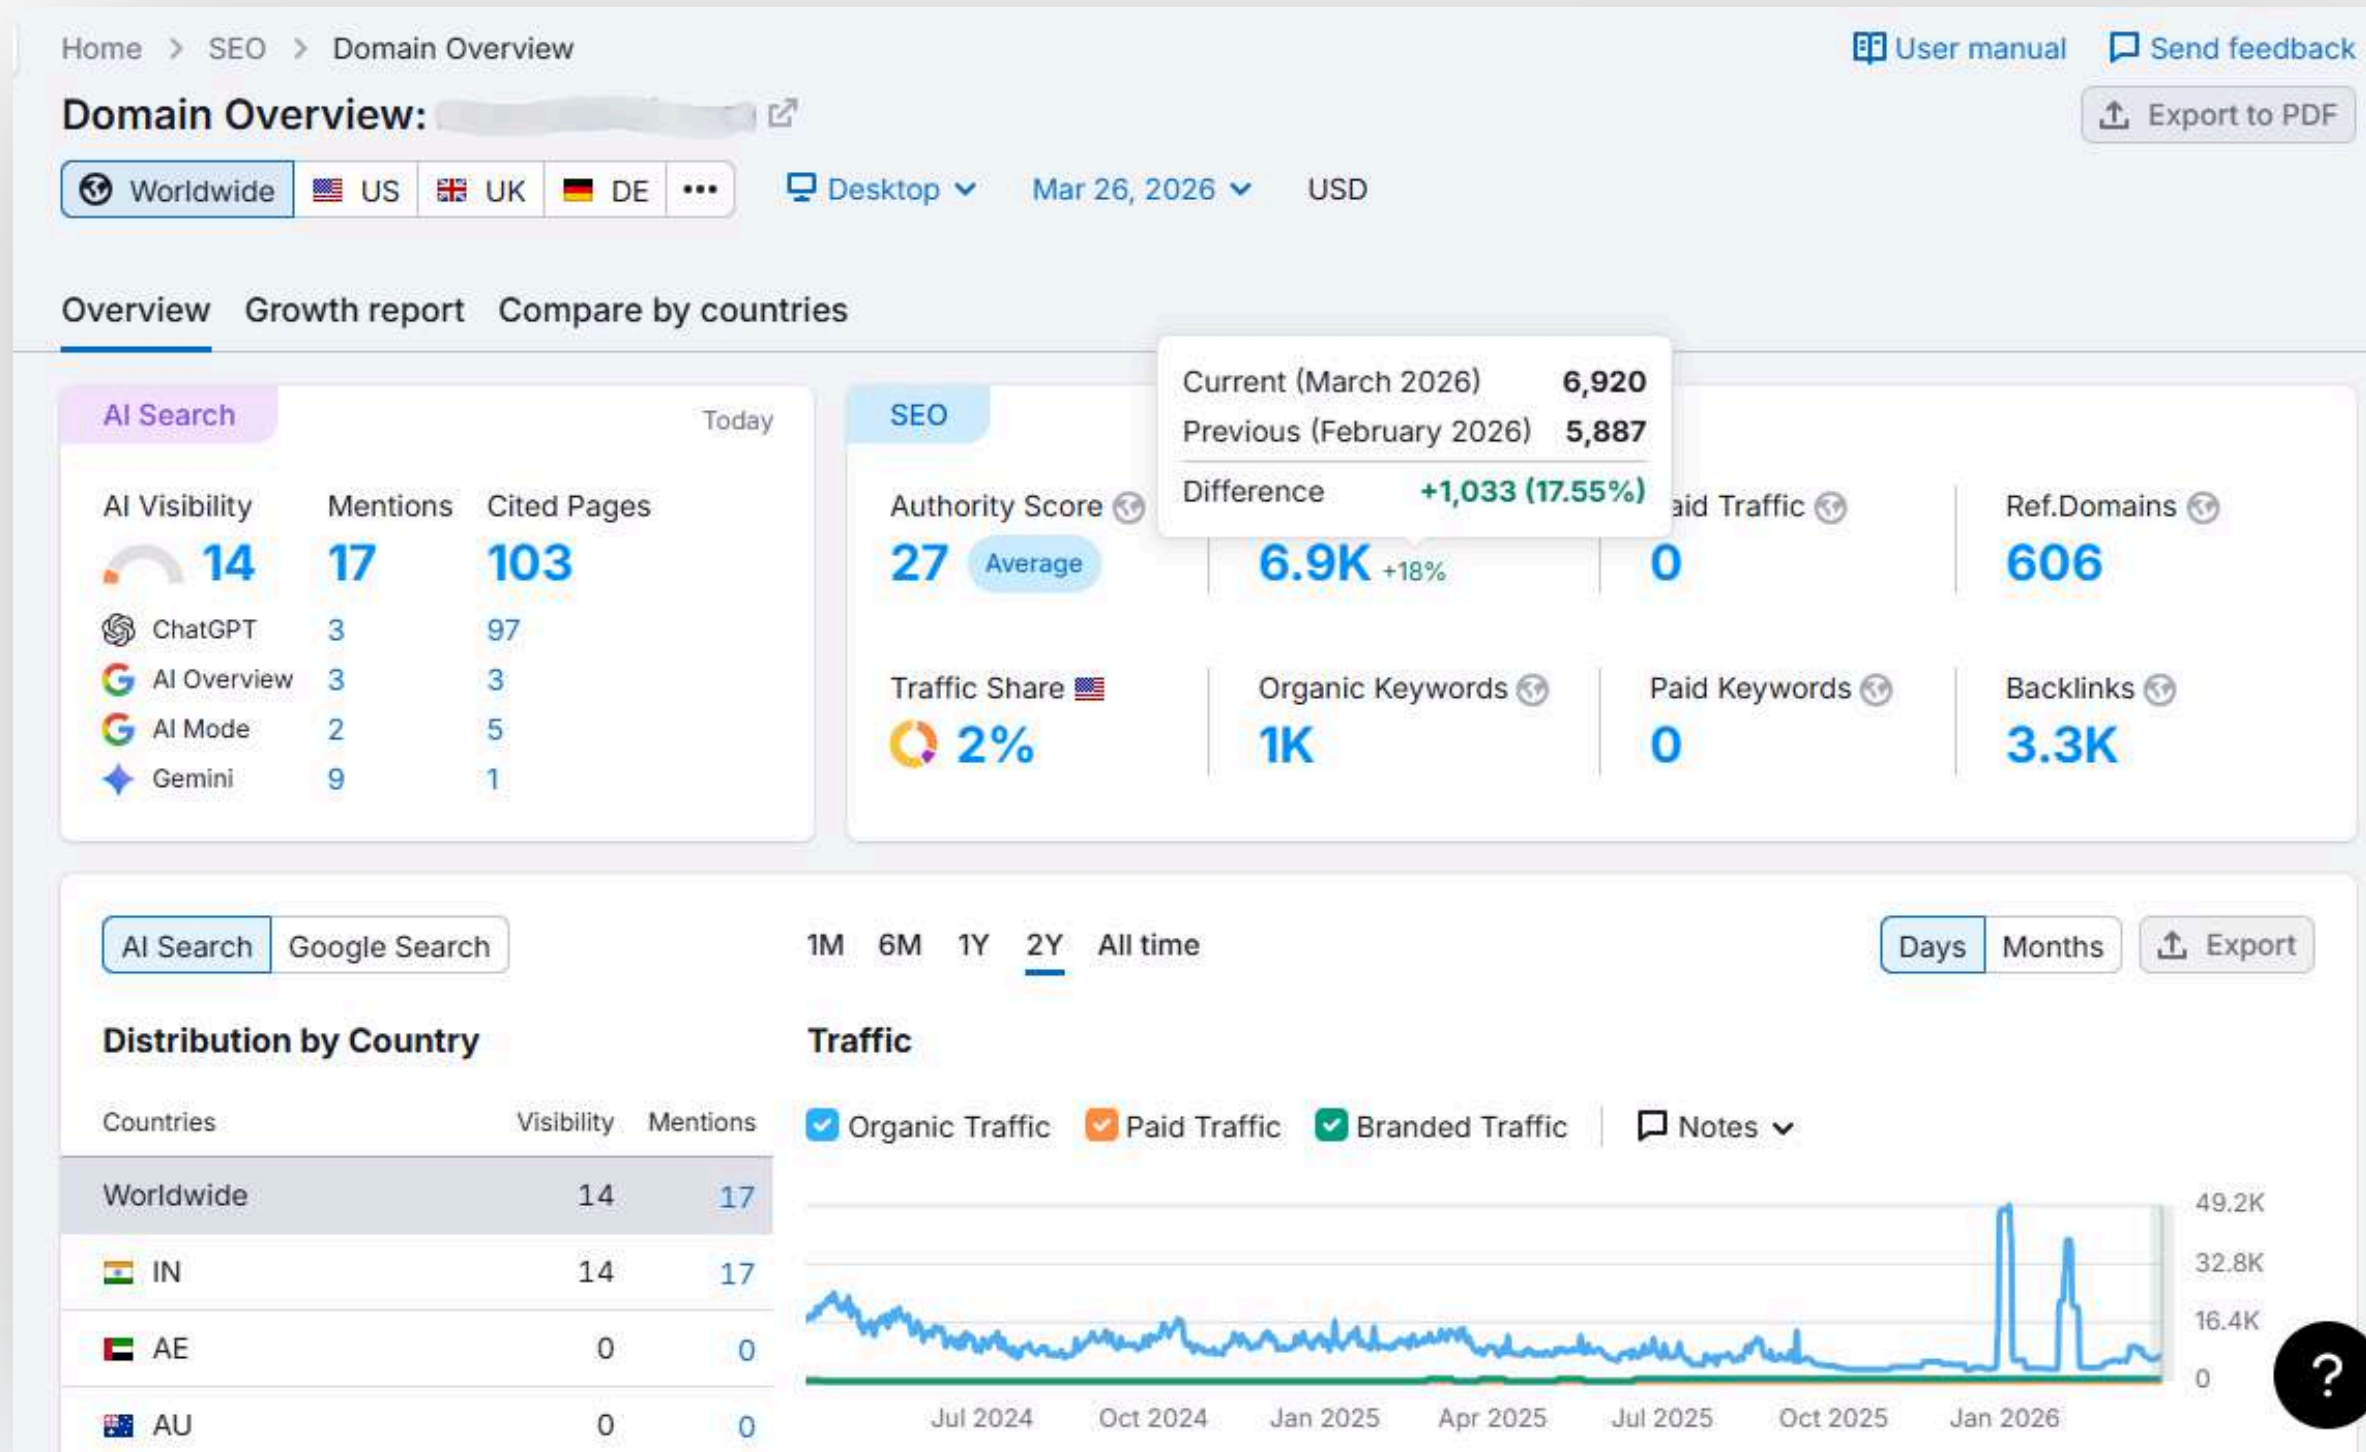 Home > SEO > Domain Overview
User manual
Send feedback
Domain Overview:
Export to PDF
Worldwide
US
UK
DE
•••
Desktop
Mar 26, 2026
USD
Overview
Growth report
Compare by countries
Current (March 2026) 6,920
Previous (February 2026) 5,887
Difference +1,033 (17.55%)
AI Search
Today
AI Visibility Mentions Cited Pages
14 17 103
ChatGPT 3 97
AI Overview 3 3
AI Mode 2 5
Gemini 9 1
SEO
Authority Score
27 Average
6.9K +18%
aid Traffic
0
Ref.Domains
606
Traffic Share
2%
Organic Keywords
1K
Paid Keywords
0
Backlinks
3.3K
AI Search
Google Search
1M 6M 1Y 2Y All time
Days
Months
Export
Distribution by Country
Countries Visibility Mentions
Worldwide 14 17
IN 14 17
AE 0 0
AU 0 0
Traffic
Organic Traffic
Paid Traffic
Branded Traffic
Notes
49.2K
32.8K
16.4K
0
Jul 2024 Oct 2024 Jan 2025 Apr 2025 Jul 2025 Oct 2025 Jan 2026
?